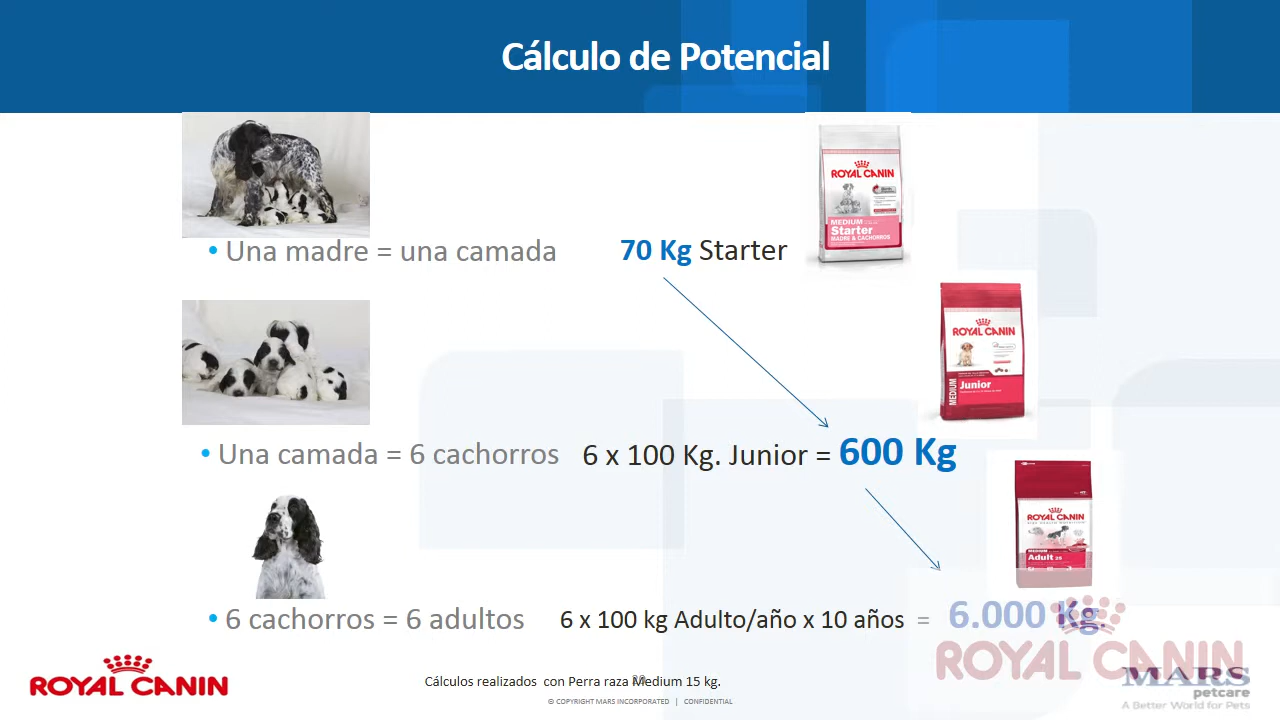 Cálculo de Potencial
ROYAL CANIN
MEDIUM
Starter
MADRE & CACHORROS
• Una madre = una camada
70 Kg Starter
ROYAL CANIN
MEDIUM
Junior
• Una camada = 6 cachorros
6 x 100 Kg. Junior = 600 Kg
ROYAL CANIN
MEDIUM
Adult 25
• 6 cachorros = 6 adultos
6 x 100 kg Adulto/año x 10 años = 6.000 Kg.
ROYAL CANIN
ROYAL CANIN
MARS
petcare
A Better World for Pets
Cálculos realizados con Perra raza Medium 15 kg.
© COPYRIGHT MARS INCORPORATED | CONFIDENTIAL